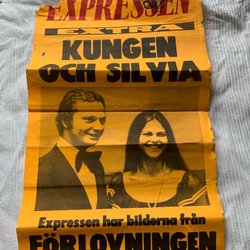 EXPRESSEN
EXTRA
KUNGEN
OCH SILVIA
Expressen har bilderna från
FÖRLOVNINGEN